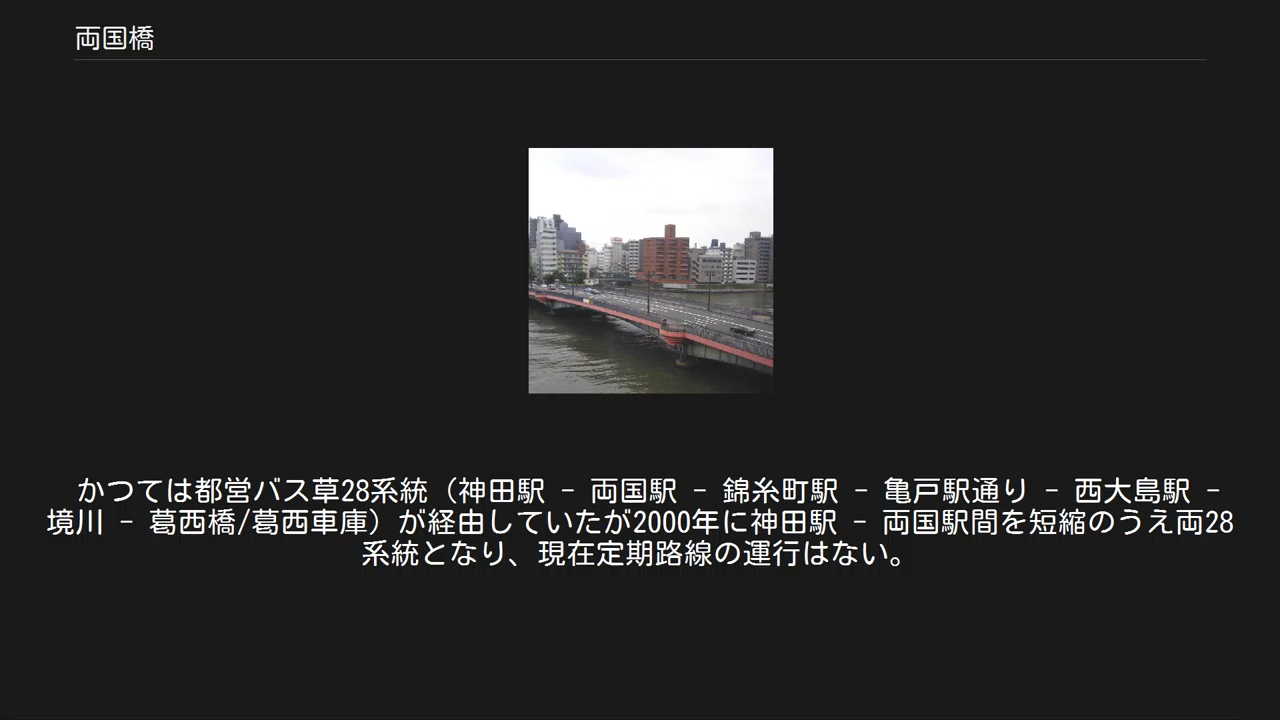 両国橋
かつては都営バス草28系統（神田駅 - 両国駅 - 錦糸町駅 - 亀戸駅通り - 西大島駅 -
境川 - 葛西橋/葛西車庫）が経由していたが2000年に神田駅 - 両国駅間を短縮のうえ両28
系統となり、現在定期路線の運行はない。